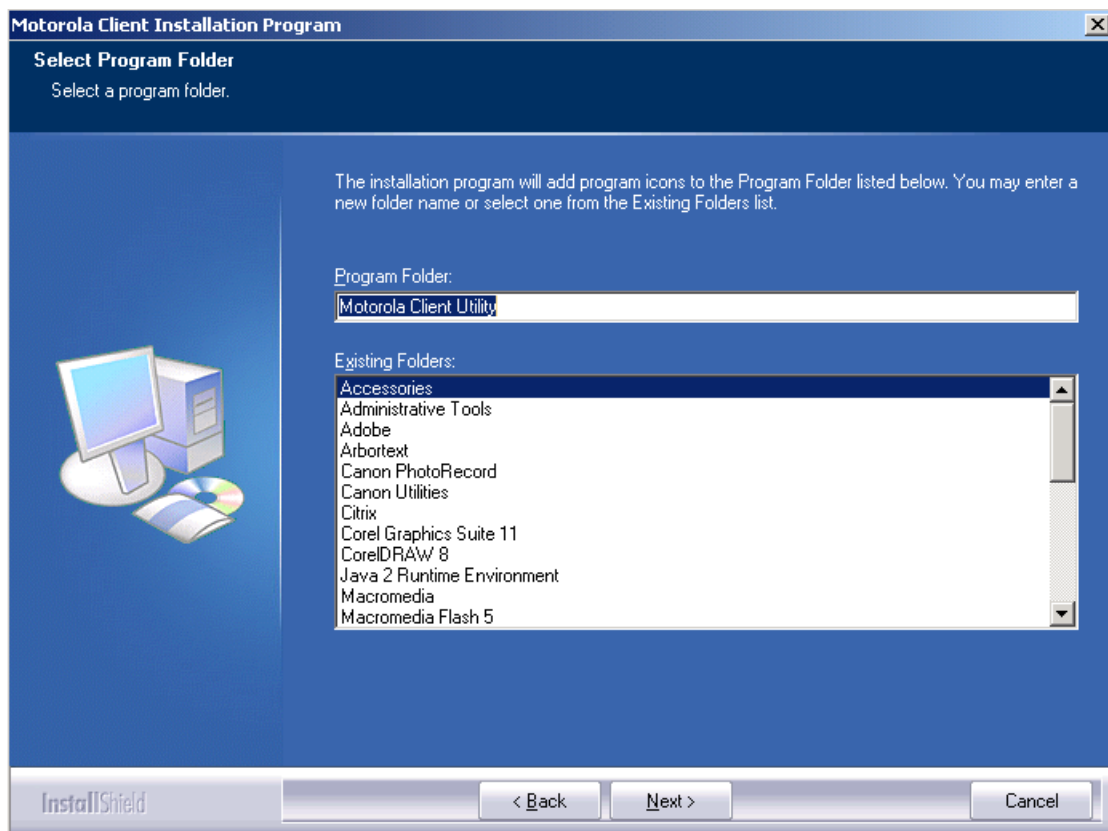 Motorola Client Installation Program
Select Program Folder
Select a program folder.
The installation program will add program icons to the Program Folder listed below. You may enter a
new folder name or select one from the Existing Folders list.
Program Folder:
Motorola Client Utility
Existing Folders:
Accessories
Administrative Tools
Adobe
Arbortext
Canon PhotoRecord
Canon Utilities
Citrix
Corel Graphics Suite 11
CorelDRAW 8
Java 2 Runtime Environment
Macromedia
Macromedia Flash 5
InstallShield
< Back
Next >
Cancel